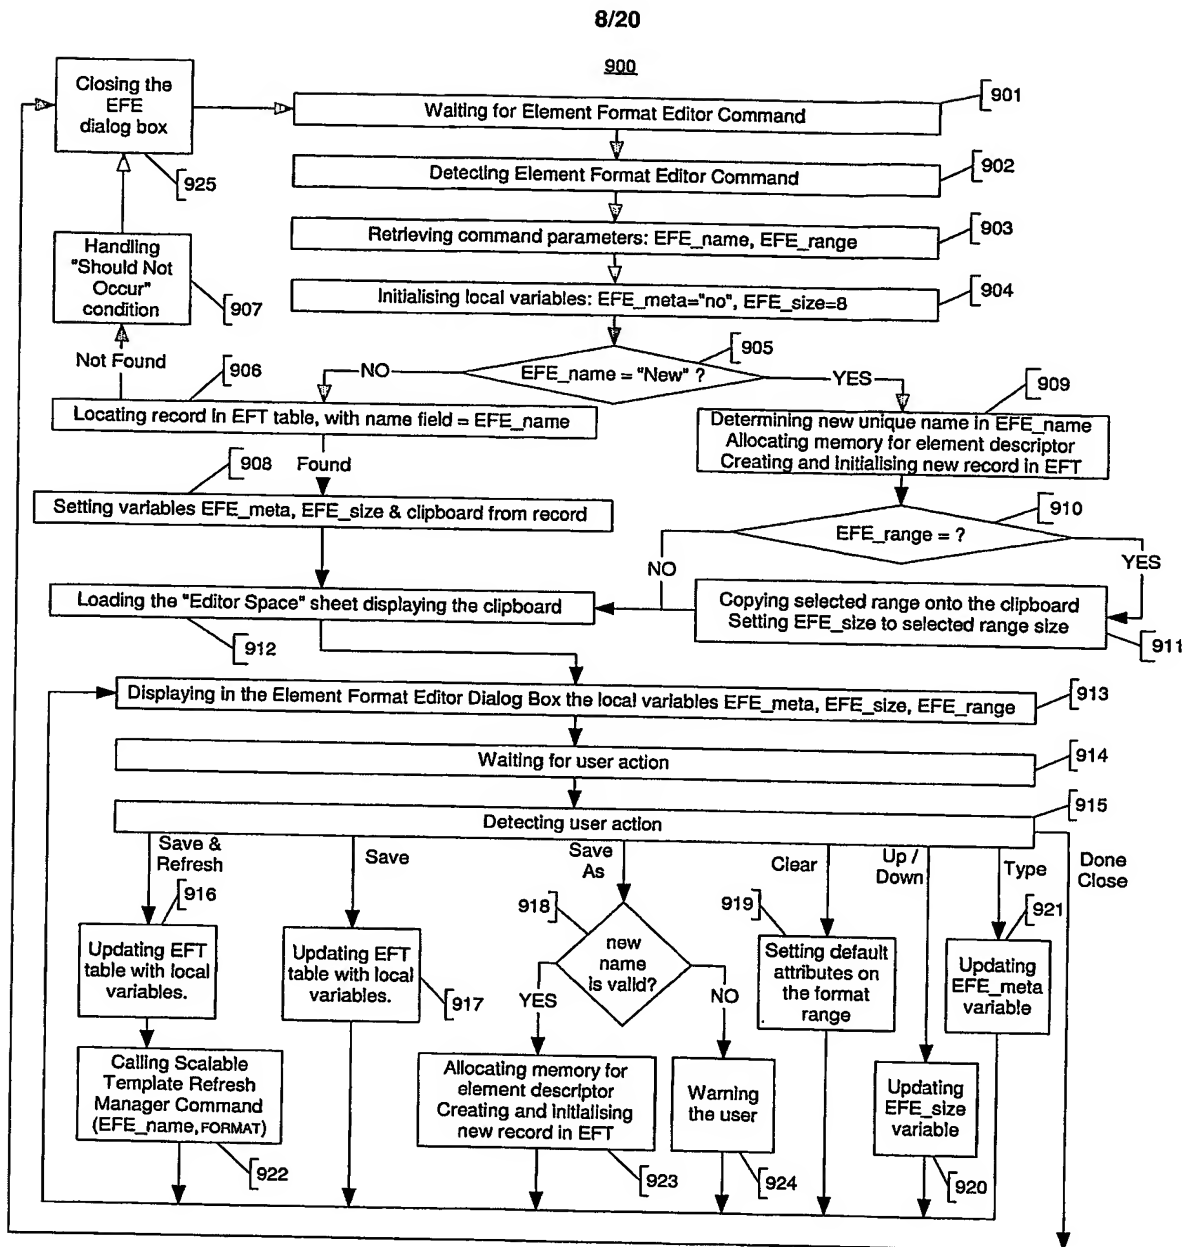 8/20
900
Closing the
EFE
dialog box
925
Waiting for Element Format Editor Command
901
Detecting Element Format Editor Command
902
Retrieving command parameters: EFE_name, EFE_range
903
Initialising local variables: EFE_meta="no", EFE_size=8
904
Handling
"Should Not
Occur"
condition
907
Not Found
906
NO
EFE_name = "New" ?
905
YES
909
Locating record in EFT table, with name field = EFE_name
Determining new unique name in EFE_name
Allocating memory for element descriptor
Creating and Initialising new record in EFT
908
Found
Setting variables EFE_meta, EFE_size & clipboard from record
EFE_range = ?
910
NO
YES
Loading the "Editor Space" sheet displaying the clipboard
912
Copying selected range onto the clipboard
Setting EFE_size to selected range size
911
Displaying in the Element Format Editor Dialog Box the local variables EFE_meta, EFE_size, EFE_range
913
Waiting for user action
914
Detecting user action
915
Save &
Refresh
Save
Save
As
Clear
Up /
Down
Type
Done
Close
916
Updating EFT
table with local
variables.
Updating EFT
table with local
variables.
917
918
new
name
is valid?
YES
NO
919
Setting default
attributes on
the format
range
921
Updating
EFE_meta
variable
Calling Scalable
Template Refresh
Manager Command
(EFE_name, FORMAT)
922
Allocating memory for
element descriptor
Creating and initialising
new record in EFT
923
Warning
the user
924
Updating
EFE_size
variable
920